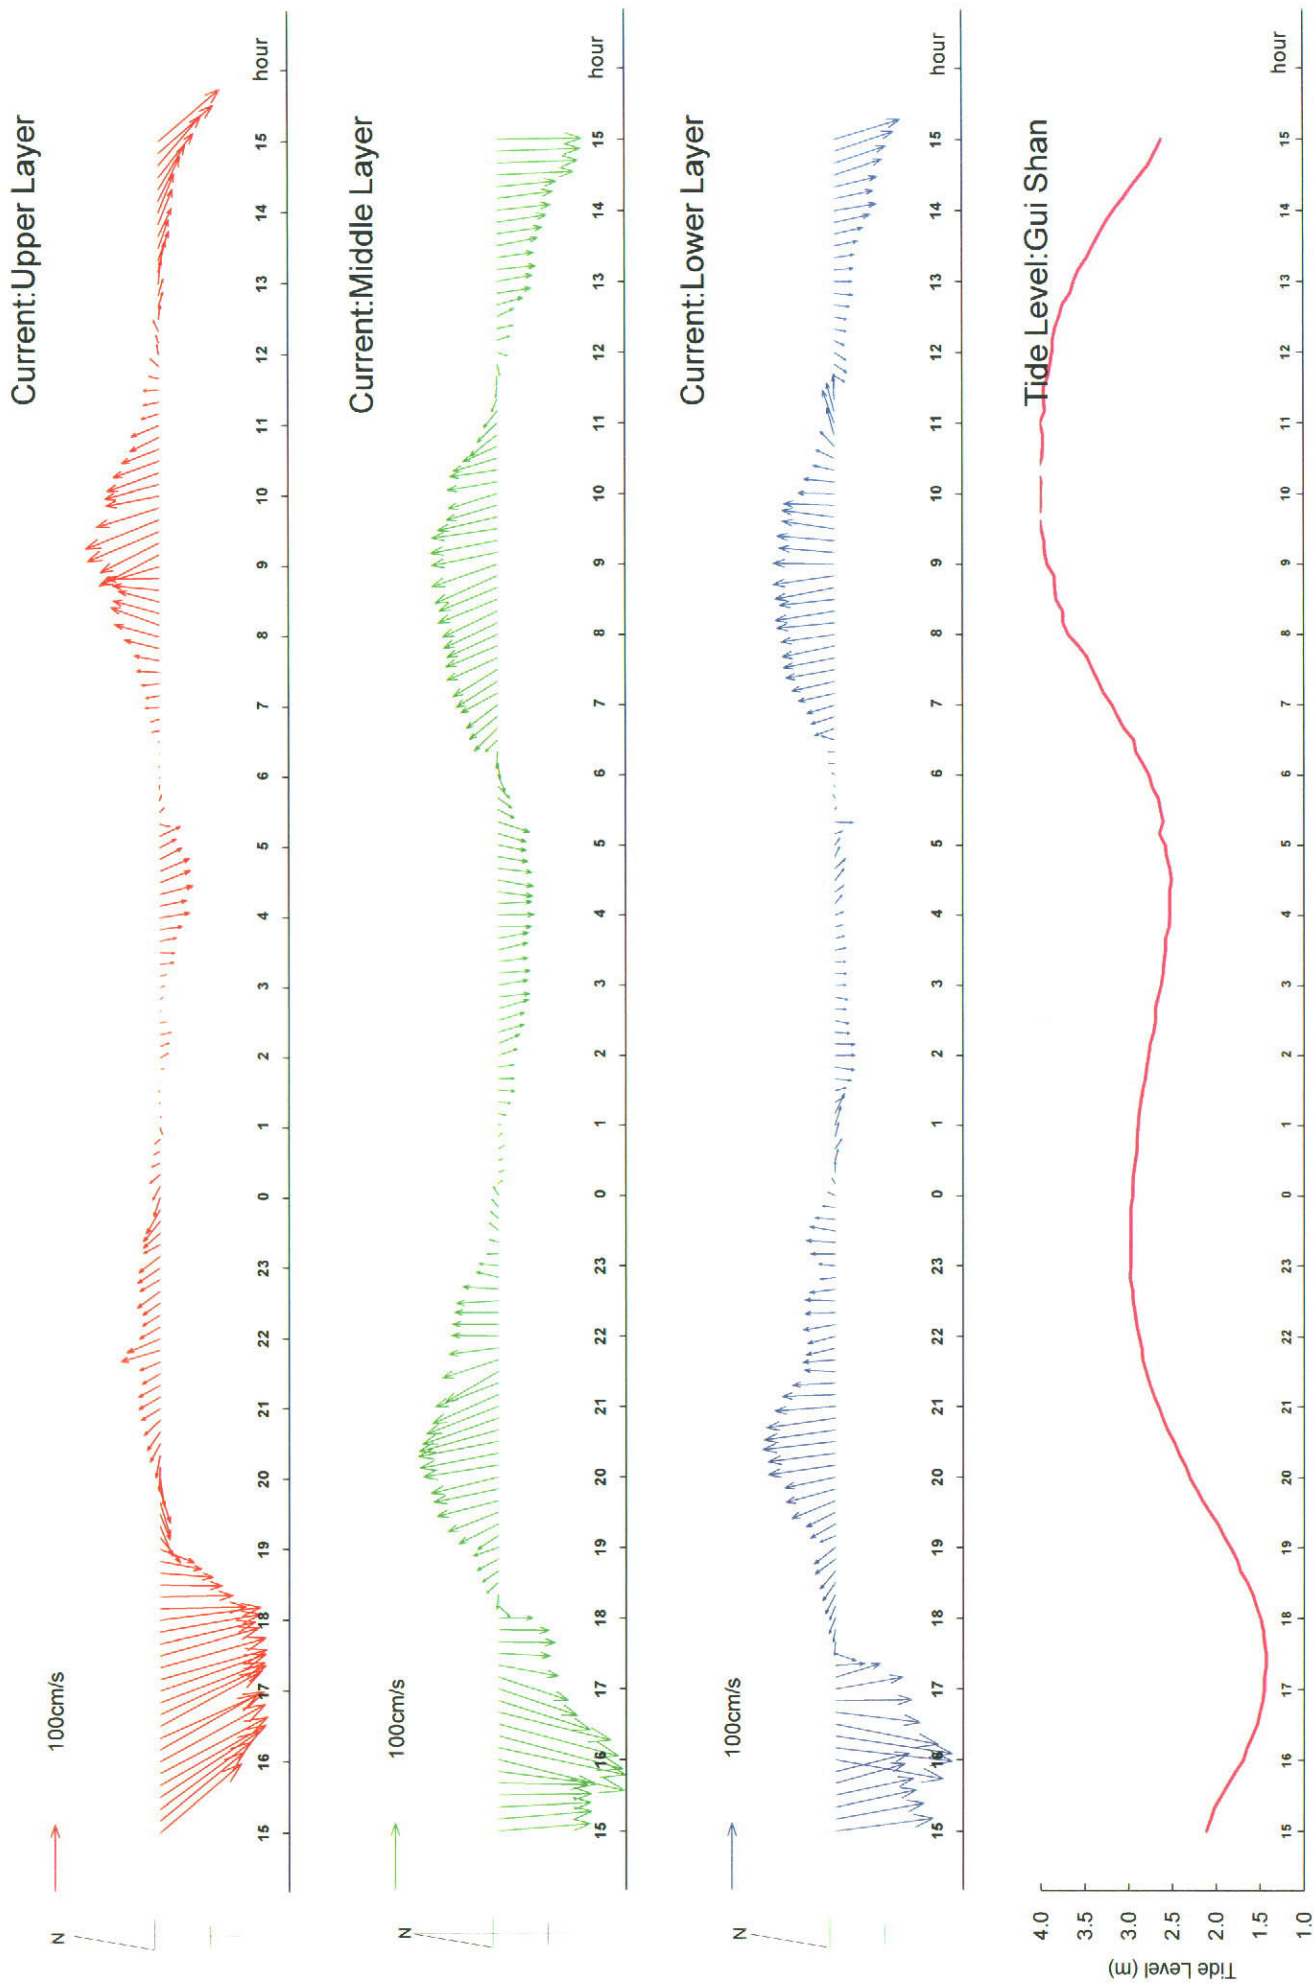 Current:Upper Layer
100cm/s
N
15 16 17 18 19 20 21 22 23 0 1 2 3 4 5 6 7 8 9 10 11 12 13 14 15 hour
Current:Middle Layer
100cm/s
N
15 16 17 18 19 20 21 22 23 0 1 2 3 4 5 6 7 8 9 10 11 12 13 14 15 hour
Current:Lower Layer
100cm/s
N
15 16 17 18 19 20 21 22 23 0 1 2 3 4 5 6 7 8 9 10 11 12 13 14 15 hour
Tide Level:Gui Shan
Tide Level (m)
4.0
3.5
3.0
2.5
2.0
1.5
1.0
15 16 17 18 19 20 21 22 23 0 1 2 3 4 5 6 7 8 9 10 11 12 13 14 15 hour